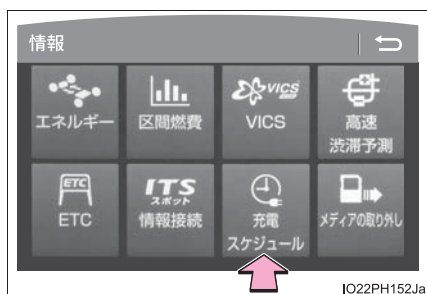 情報
エネルギー
区間燃費
VICS
VICS
高速
渋滞予測
ETC
ETC
ITS
スポット
情報接続
充電
スケジュール
メディアの取り外し
IO22PH152Ja